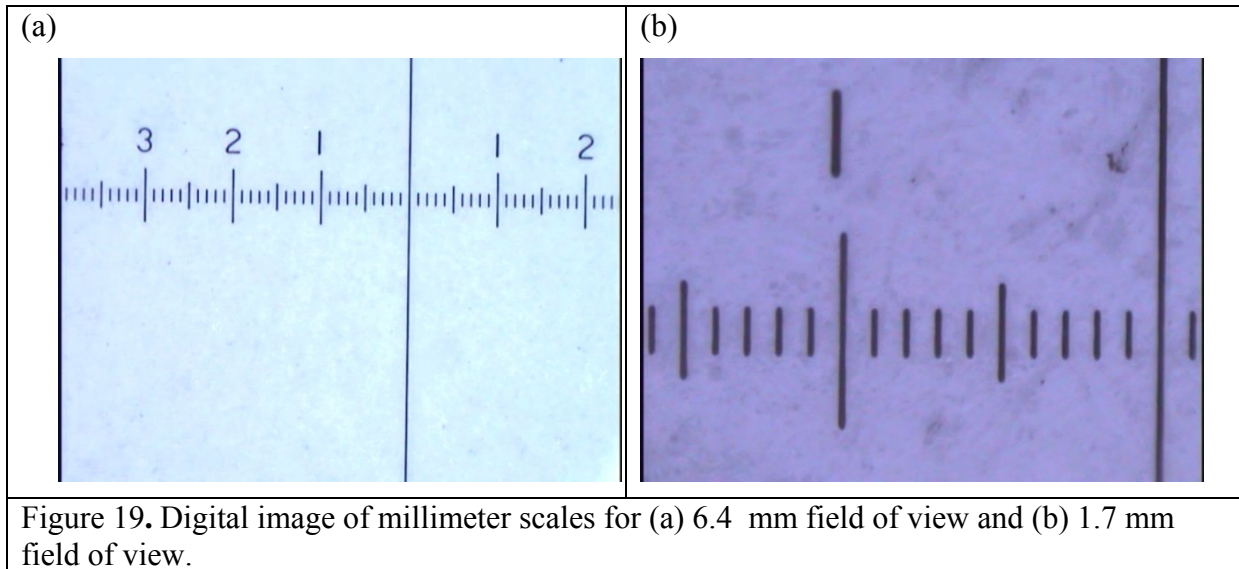 (a)
(b)
3 2 1 1 2
Figure 19. Digital image of millimeter scales for (a) 6.4 mm field of view and (b) 1.7 mm
field of view.